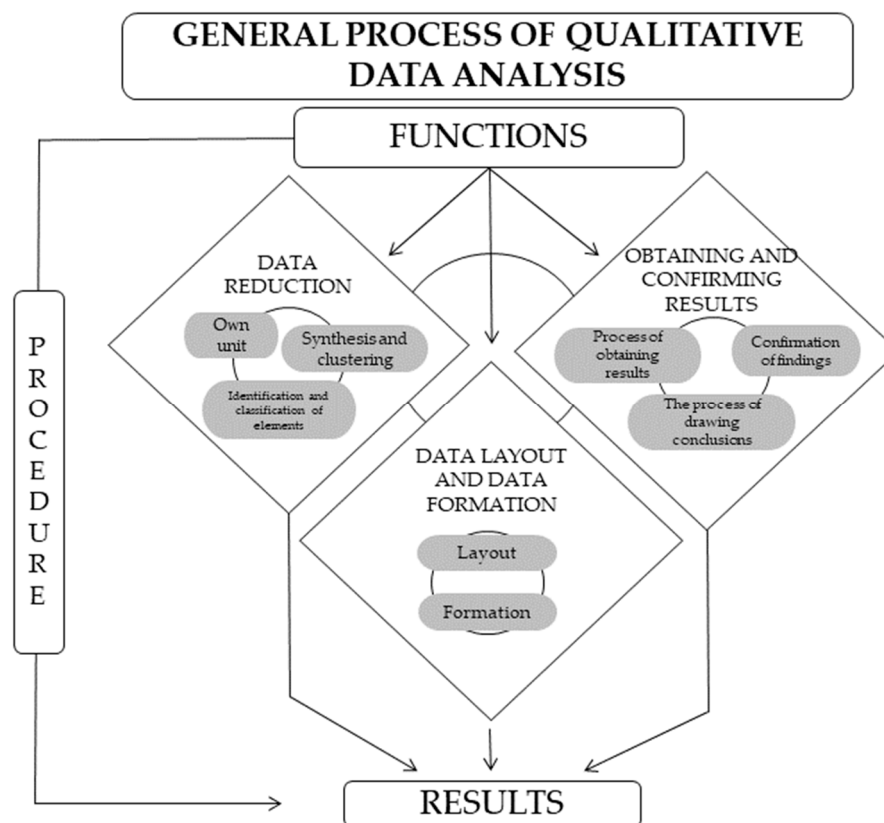 GENERAL PROCESS OF QUALITATIVE
DATA ANALYSIS
FUNCTIONS
PROCEDURE
DATA
REDUCTION
Own
unit
Synthesis and
clustering
Identification and
classification of
elements
OBTAINING AND
CONFIRMING
RESULTS
Process of
obtaining
results
Confirmation
of findings
The process of
drawing
conclusions
DATA LAYOUT
AND DATA
FORMATION
Layout
Formation
RESULTS